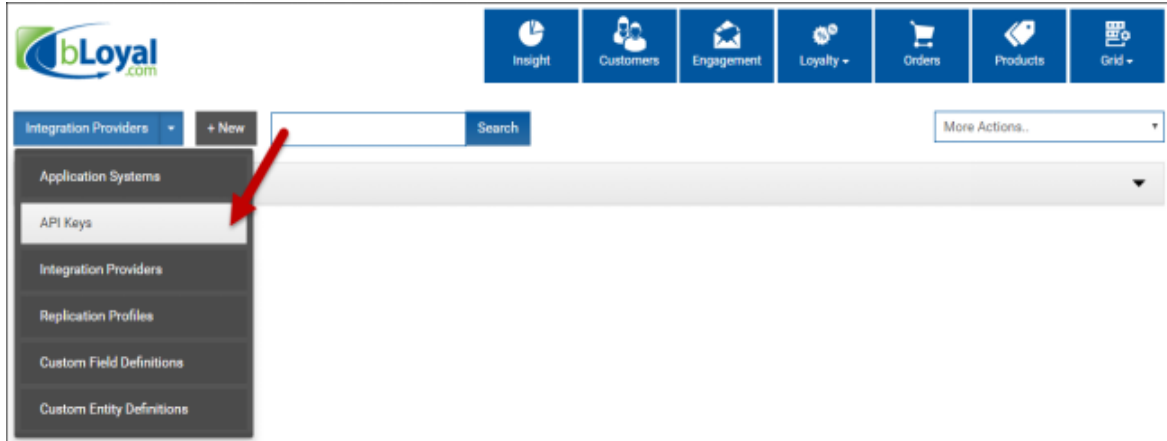 bLoyal
.com
Insight
Customers
Engagement
Loyalty
Orders
Products
Grid
Integration Providers
+ New
Search
More Actions..
Application Systems
API Keys
Integration Providers
Replication Profiles
Custom Field Definitions
Custom Entity Definitions